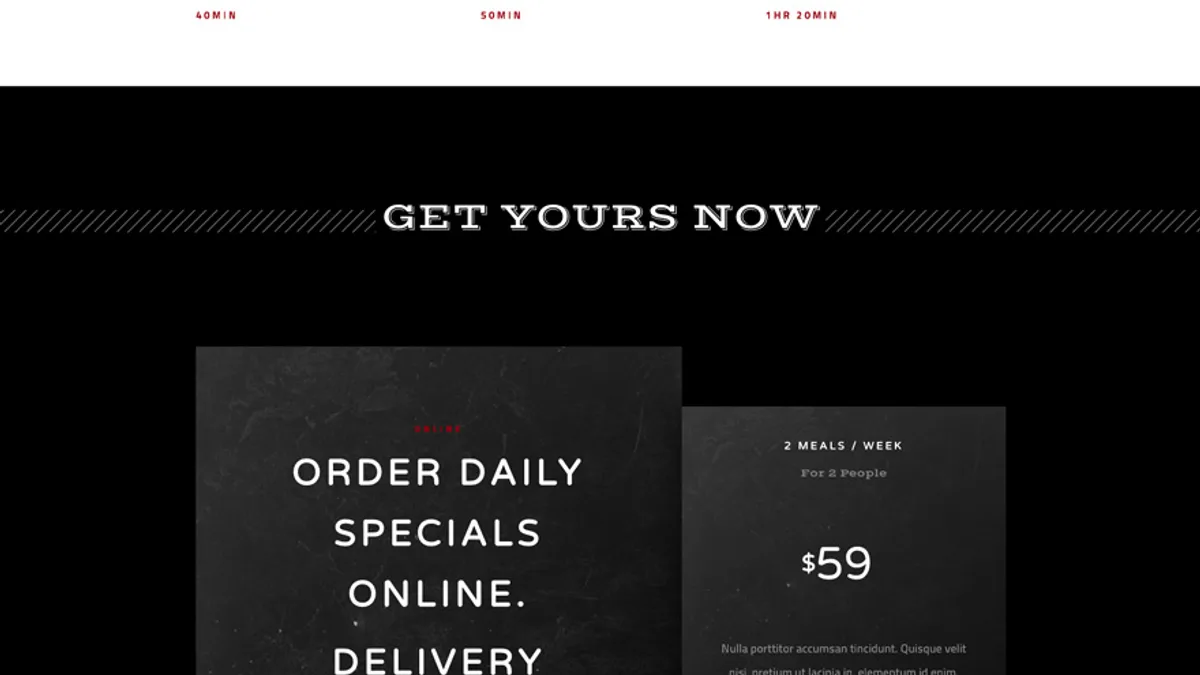 40MIN
50MIN
1HR 20MIN
GET YOURS NOW
ONLINE
ORDER DAILY
SPECIALS
ONLINE.
DELIVERY
2 MEALS / WEEK
For 2 People
$59
Nulla porttitor accumsan tincidunt. Quisque velit
nisi, pretium ut lacinia in, elementum id enim.